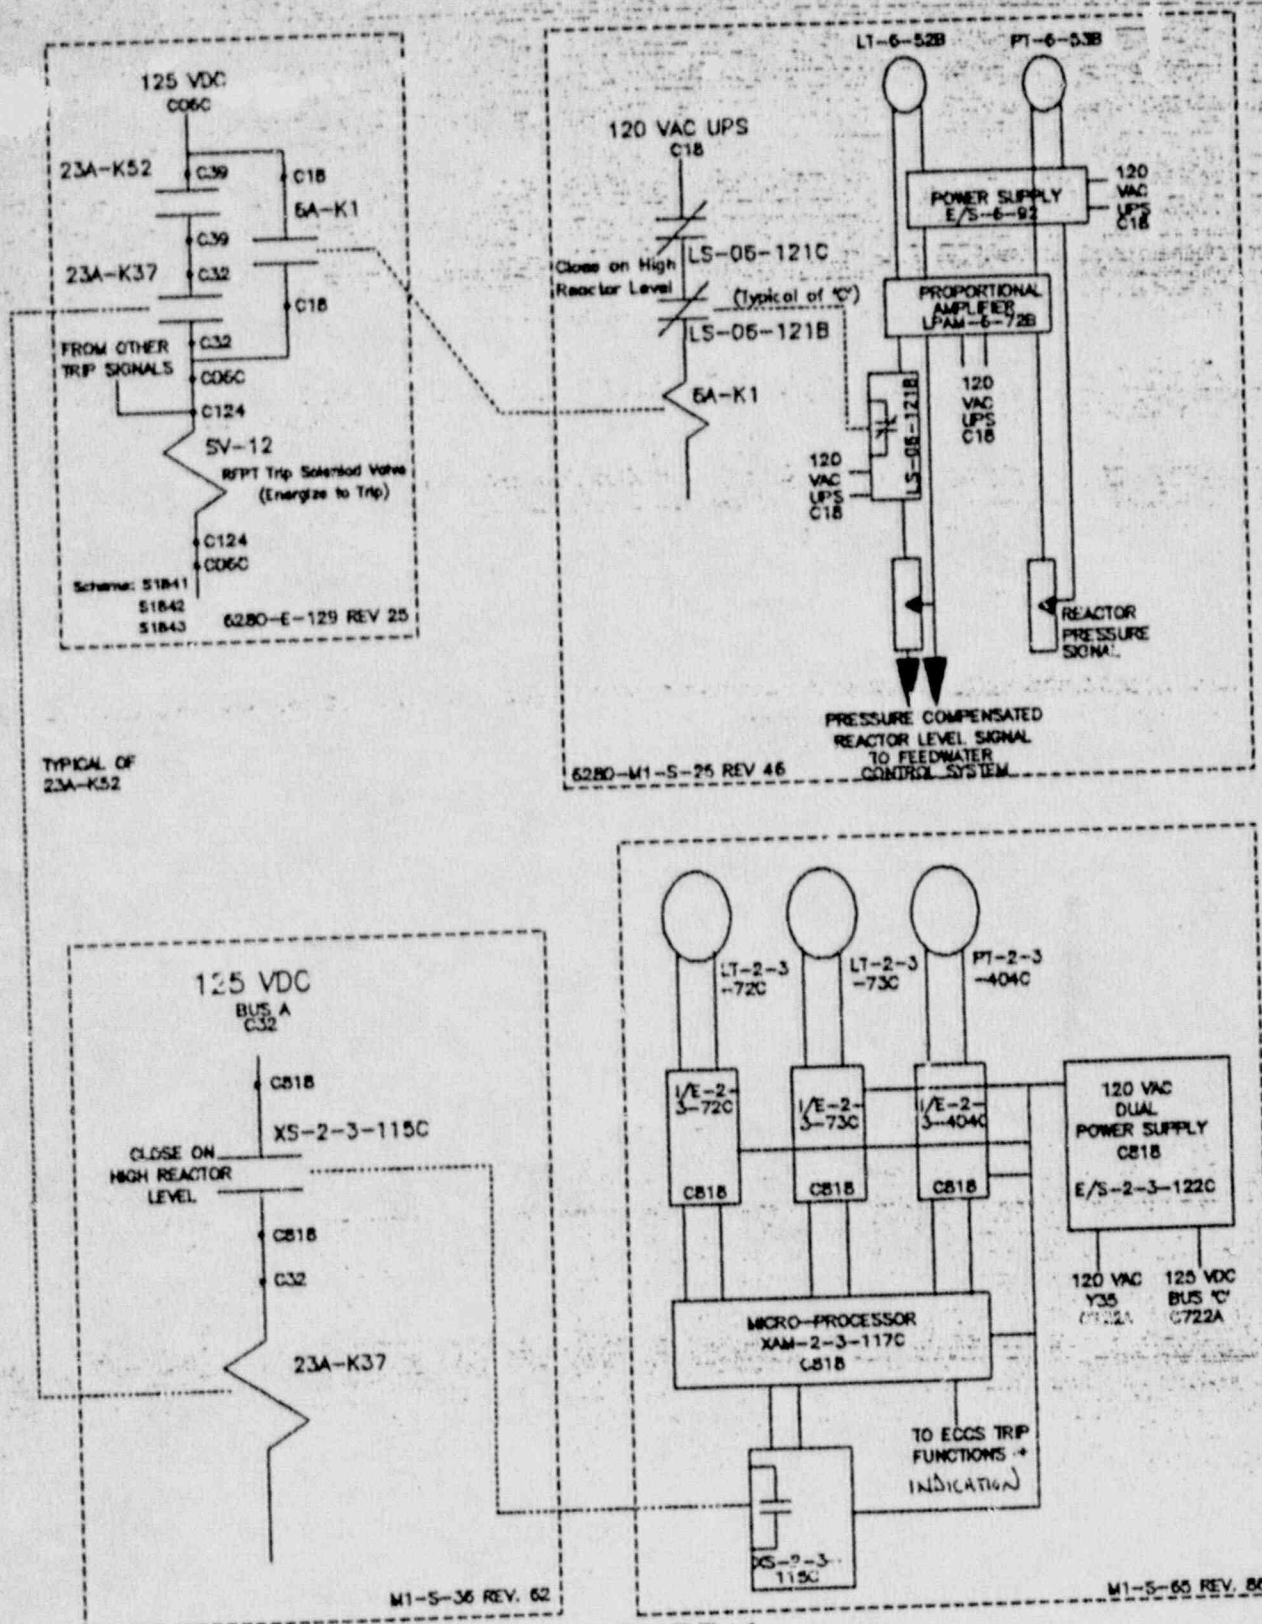 125 VDC
C06C
23A-K52
C39
C18
6A-K1
C39
23A-K37
C32
C18
C32
FROM OTHER
TRIP SIGNALS
C06C
C124
SV-12
RFPT Trip Solenoid Valve
(Energize to Trip)
C124
C06C
Scheme: S1841
S1842
S1843
6280-E-129 REV 25
LT-6-52B
PT-6-53B
120 VAC UPS
C18
POWER SUPPLY
E/S-6-92
120
VAC
UPS
C18
LS-06-121C
Close on High
Reactor Level
(Typical of 'C')
LS-06-121B
PROPORTIONAL
AMPLIFIER
LPAM-6-72B
6A-K1
LS-06-121B
120
VAC
UPS
C18
120
VAC
UPS
C18
REACTOR
PRESSURE
SIGNAL
PRESSURE COMPENSATED
REACTOR LEVEL SIGNAL
TO FEEDWATER
CONTROL SYSTEM
6280-M1-S-25 REV 46
TYPICAL OF
23A-K52
125 VDC
BUS A
C32
C818
XS-2-3-115C
CLOSE ON
HIGH REACTOR
LEVEL
C818
C32
23A-K37
M1-S-36 REV. 62
LT-2-3
-72C
LT-2-3
-73C
PT-2-3
-404C
I/E-2-
3-72C
C818
I/E-2-
3-73C
C818
I/E-2-
3-404C
C818
120 VAC
DUAL
POWER SUPPLY
C818
E/S-2-3-122C
120 VAC
Y35
C722A
125 VDC
BUS 'C'
C722A
MICRO-PROCESSOR
XAM-2-3-117C
C818
TO ECCS TRIP
FUNCTIONS +
INDICATION
XS-2-3-
115C
M1-S-65 REV. 86